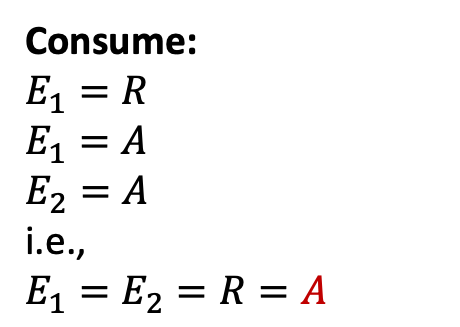 Consume:
E₁ = R
E₁ = A
E₂ = A
i.e.,
E₁ = E₂ = R = A